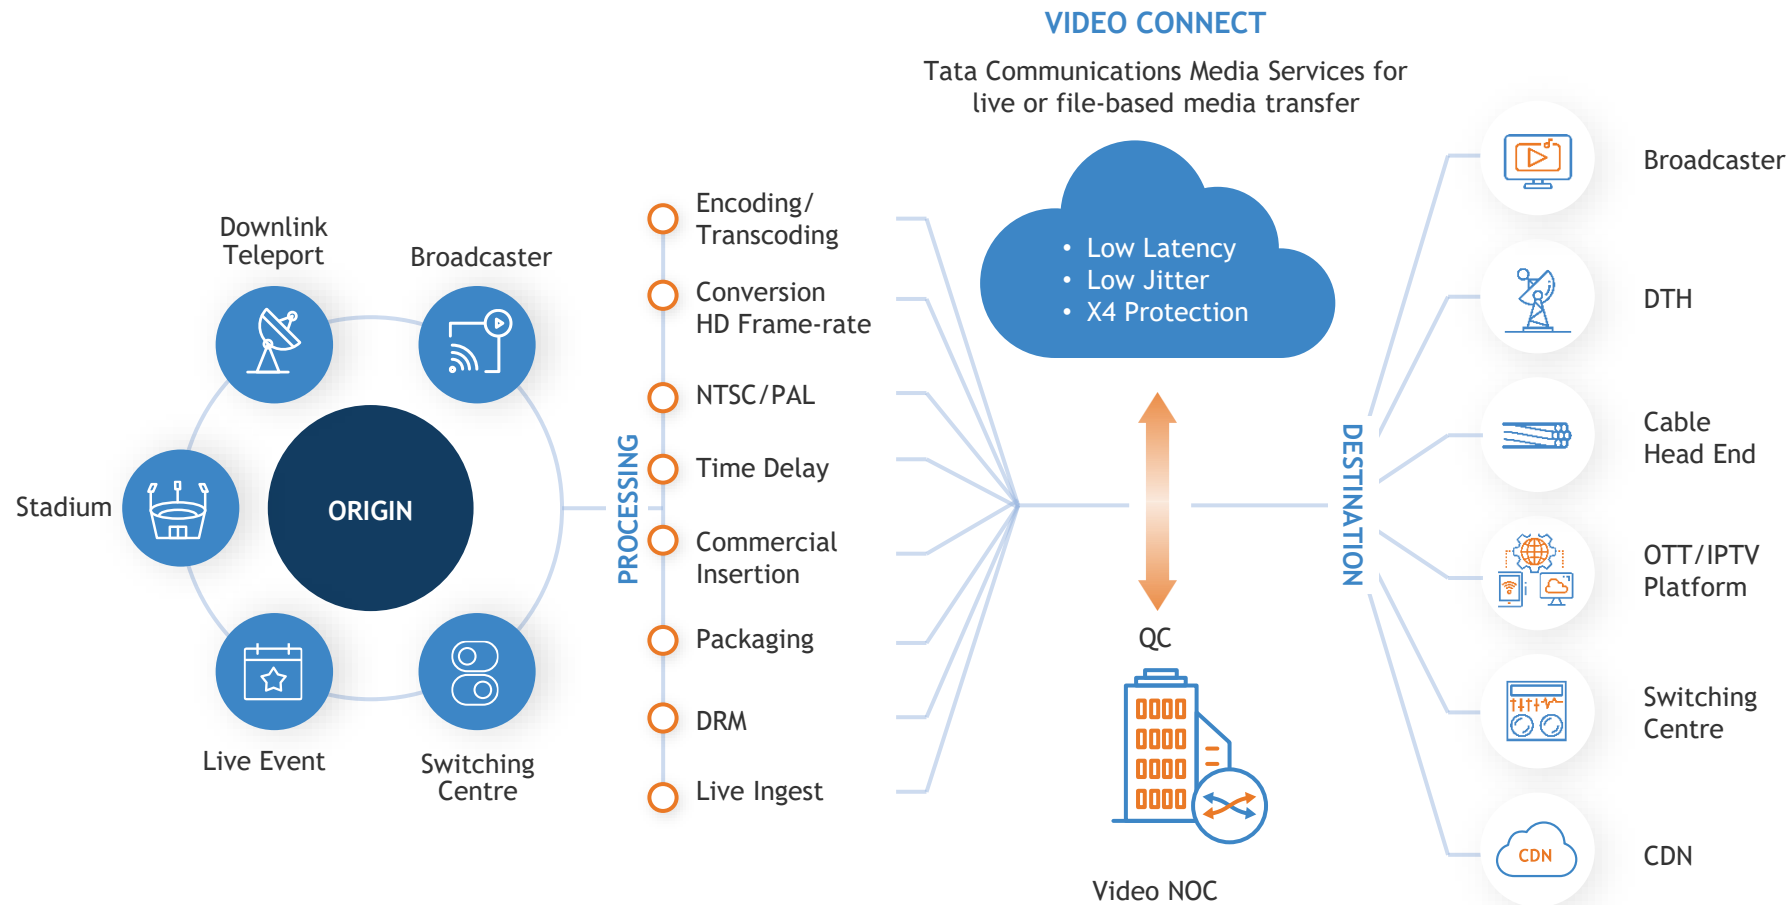 VIDEO CONNECT
Tata Communications Media Services for
live or file-based media transfer
• Low Latency
• Low Jitter
• X4 Protection
Downlink
Teleport
Broadcaster
Stadium
ORIGIN
Live Event
Switching
Centre
PROCESSING
Encoding/
Transcoding
Conversion
HD Frame-rate
NTSC/PAL
Time Delay
Commercial
Insertion
Packaging
DRM
Live Ingest
QC
Video NOC
DESTINATION
Broadcaster
DTH
Cable
Head End
OTT/IPTV
Platform
Switching
Centre
CDN
CDN